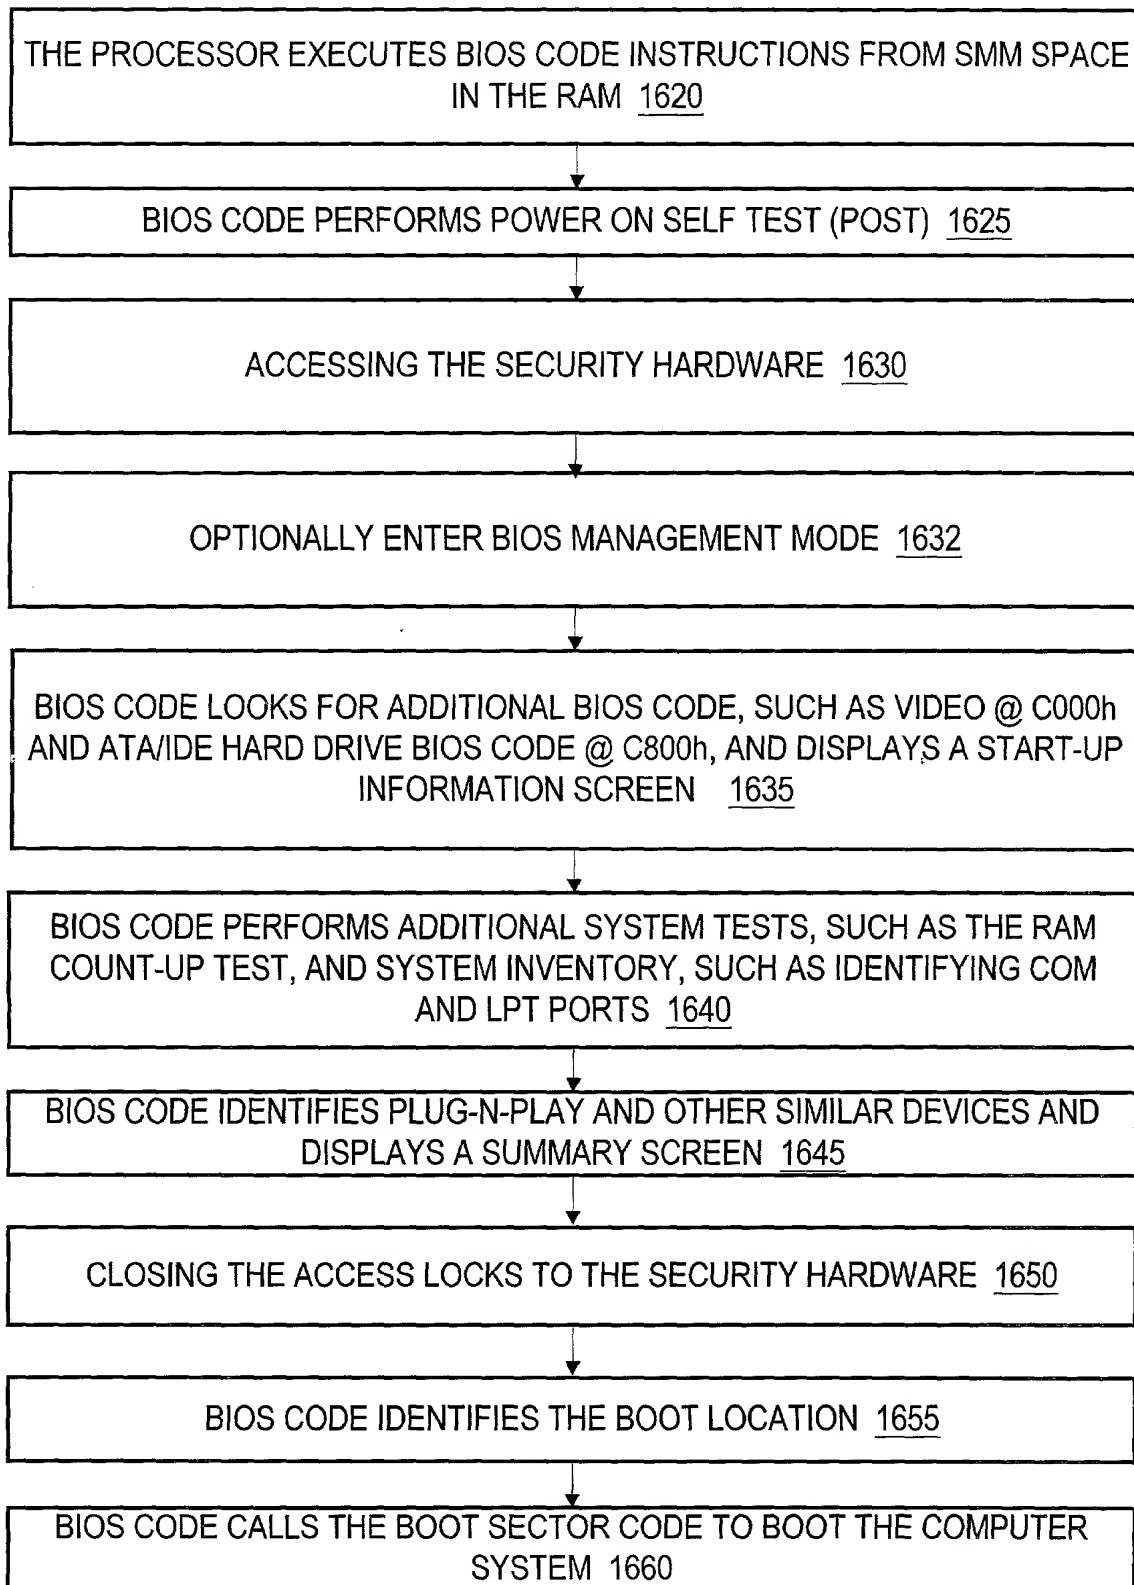 THE PROCESSOR EXECUTES BIOS CODE INSTRUCTIONS FROM SMM SPACE
IN THE RAM 1620
BIOS CODE PERFORMS POWER ON SELF TEST (POST) 1625
ACCESSING THE SECURITY HARDWARE 1630
OPTIONALLY ENTER BIOS MANAGEMENT MODE 1632
BIOS CODE LOOKS FOR ADDITIONAL BIOS CODE, SUCH AS VIDEO @ C000h
AND ATA/IDE HARD DRIVE BIOS CODE @ C800h, AND DISPLAYS A START-UP
INFORMATION SCREEN 1635
BIOS CODE PERFORMS ADDITIONAL SYSTEM TESTS, SUCH AS THE RAM
COUNT-UP TEST, AND SYSTEM INVENTORY, SUCH AS IDENTIFYING COM
AND LPT PORTS 1640
BIOS CODE IDENTIFIES PLUG-N-PLAY AND OTHER SIMILAR DEVICES AND
DISPLAYS A SUMMARY SCREEN 1645
CLOSING THE ACCESS LOCKS TO THE SECURITY HARDWARE 1650
BIOS CODE IDENTIFIES THE BOOT LOCATION 1655
BIOS CODE CALLS THE BOOT SECTOR CODE TO BOOT THE COMPUTER
SYSTEM 1660